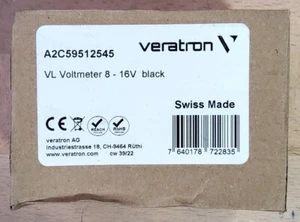 A2C59512545
veratron
VL Voltmeter 8 - 16V black
Swiss Made
CE
REACH
RoHS
veratron AG
Industriestrasse 18, CH-9464 Rüthi
www.veratron.com cw 39/22
7 640178 722835